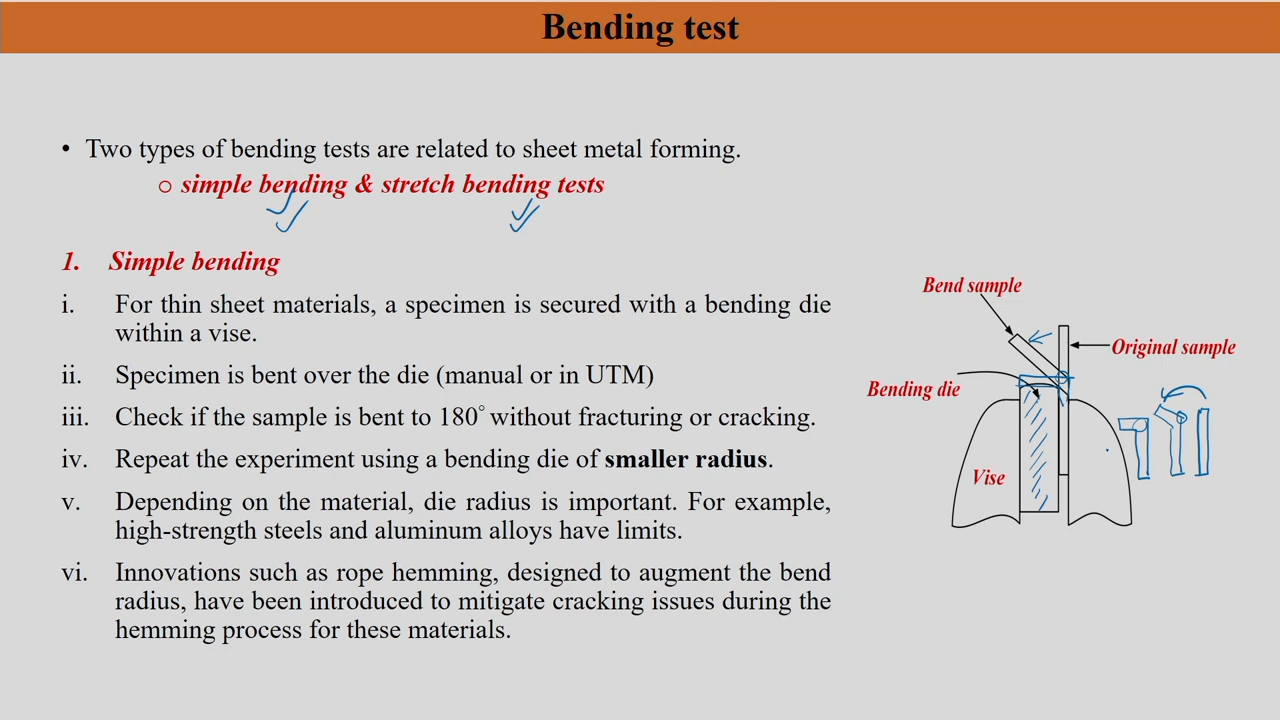 Bending test
• Two types of bending tests are related to sheet metal forming.
o simple bending & stretch bending tests
1. Simple bending
i. For thin sheet materials, a specimen is secured with a bending die
within a vise.
ii. Specimen is bent over the die (manual or in UTM)
iii. Check if the sample is bent to 180° without fracturing or cracking.
iv. Repeat the experiment using a bending die of smaller radius.
v. Depending on the material, die radius is important. For example,
high-strength steels and aluminum alloys have limits.
vi. Innovations such as rope hemming, designed to augment the bend
radius, have been introduced to mitigate cracking issues during the
hemming process for these materials.
Bend sample
Original sample
Bending die
Vise